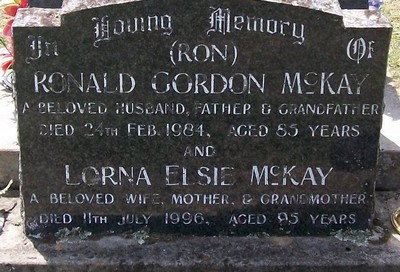 In Loving Memory Of
(RON)
RONALD GORDON McKAY
A BELOVED HUSBAND, FATHER & GRANDFATHER
DIED 24TH FEB. 1984, AGED 85 YEARS
AND
LORNA ELSIE McKAY
A BELOVED WIFE, MOTHER, & GRANDMOTHER
DIED 11TH JULY 1996, AGED 95 YEARS